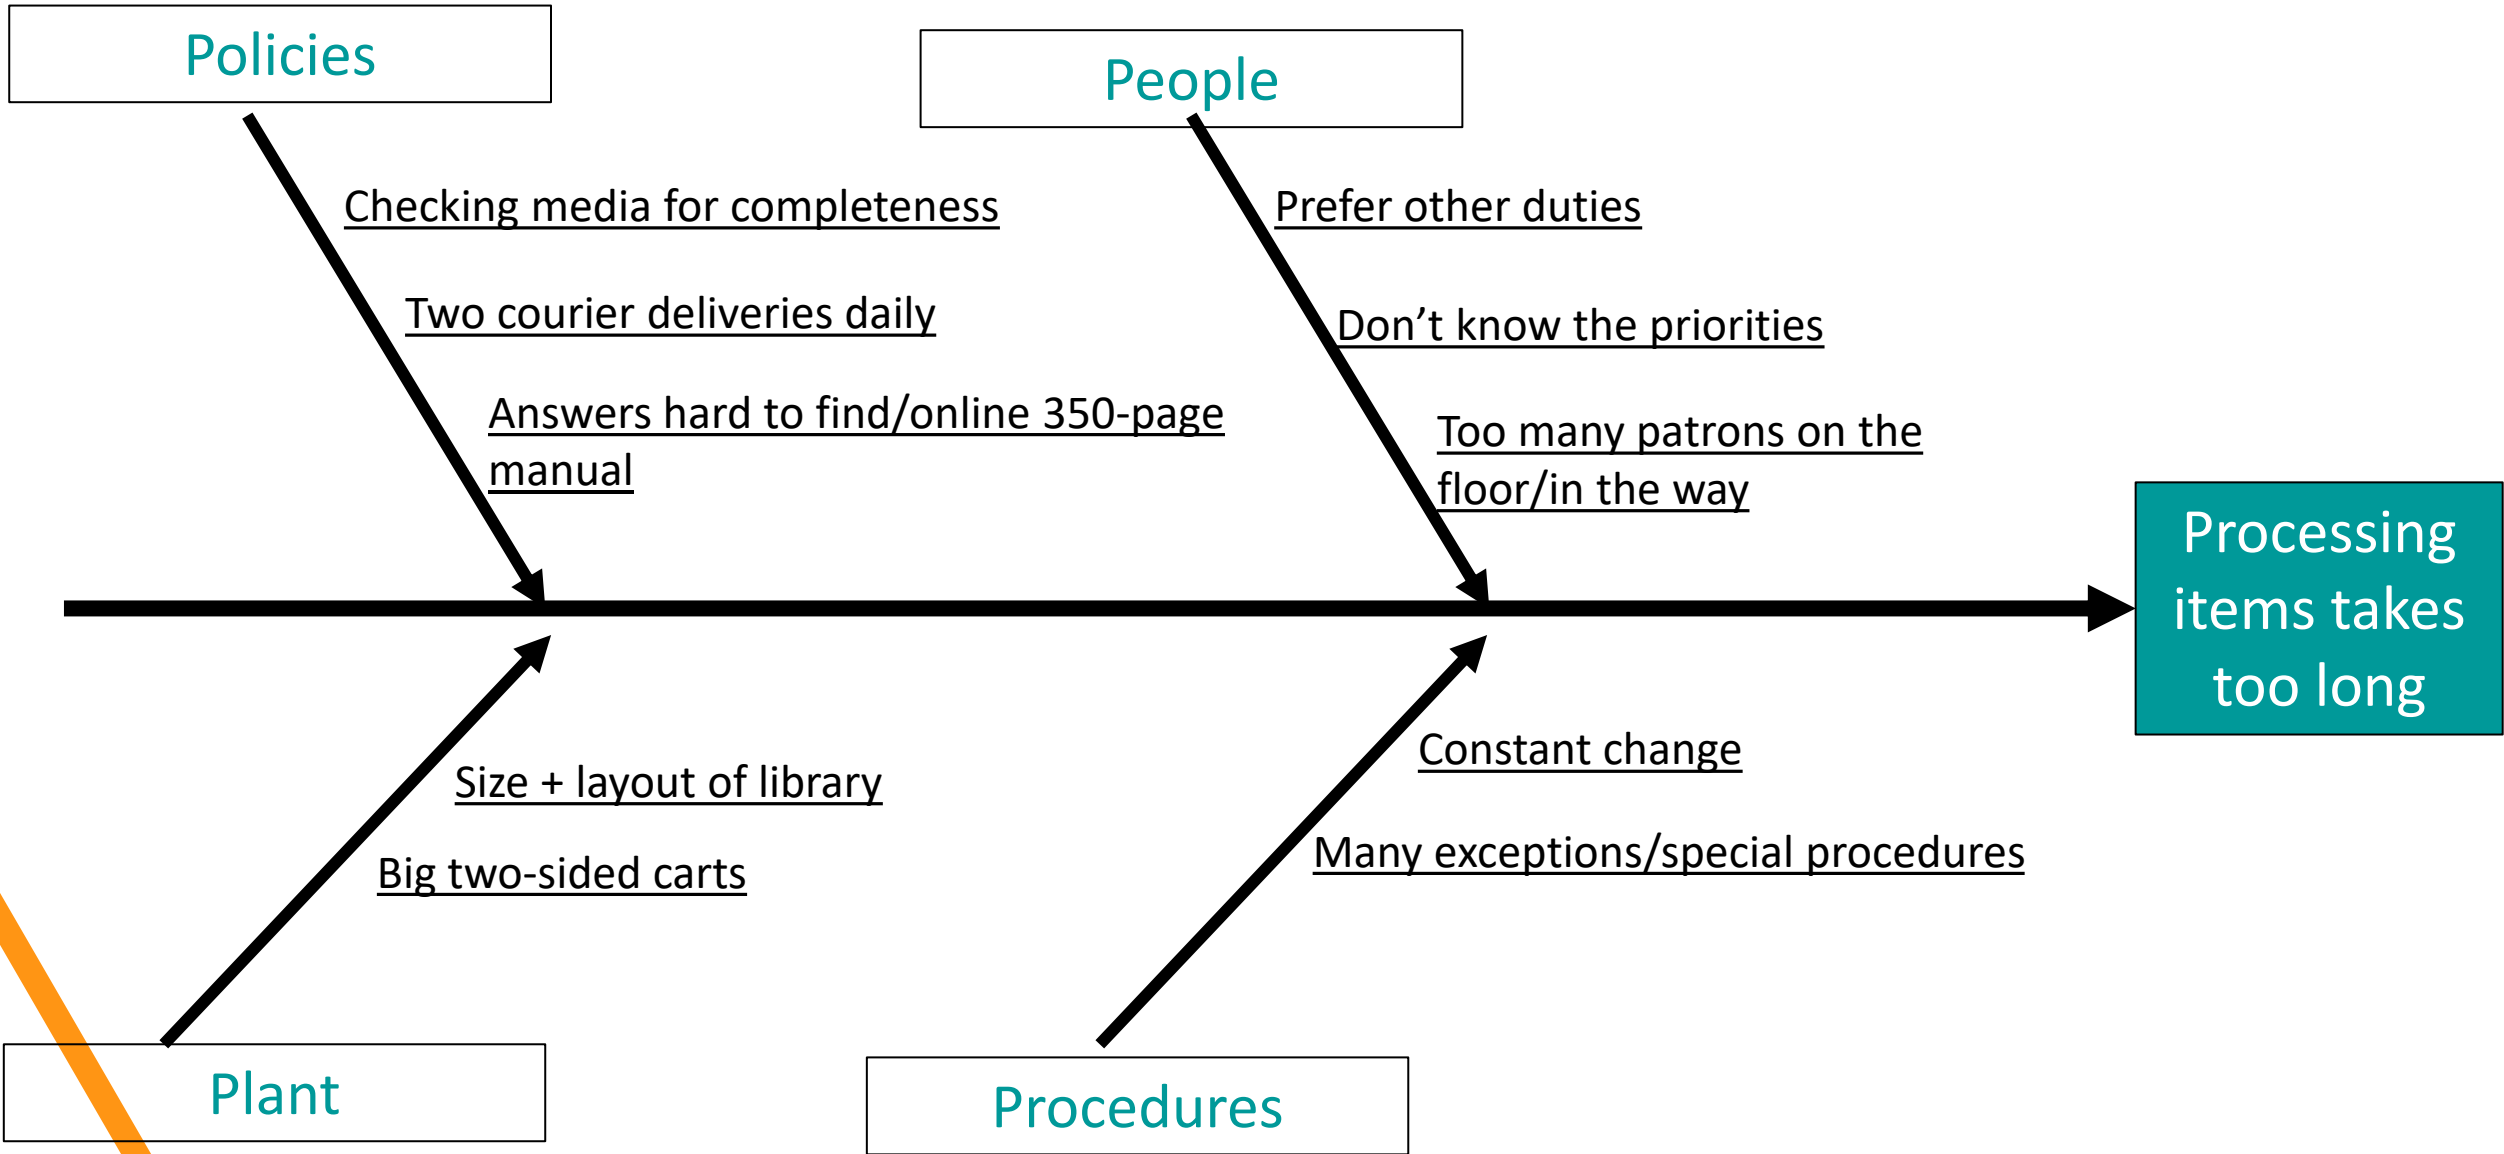 Policies
People
Checking media for completeness
Two courier deliveries daily
Answers hard to find/online 350-page
manual
Prefer other duties
Don’t know the priorities
Too many patrons on the
floor/in the way
Processing
items takes
too long
Size + layout of library
Big two-sided carts
Constant change
Many exceptions/special procedures
Plant
Procedures